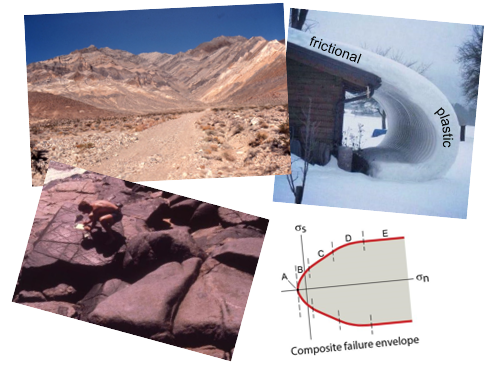 frictional
plastic
σs
A
B
C
D
E
σn
Composite failure envelope